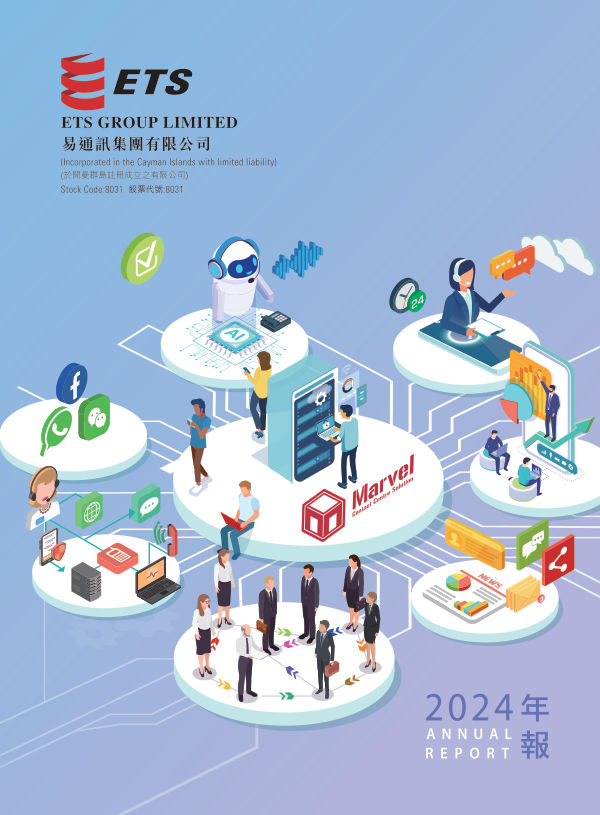 ETS
ETS GROUP LIMITED
易通訊集團有限公司
(Incorporated in the Cayman Islands with limited liability)
(於開曼群島註冊成立之有限公司)
Stock Code:8031 股票代號:8031
24
AI
Marvel
Contact Centre Solution
NEWS
2024年報
ANNUAL
REPORT